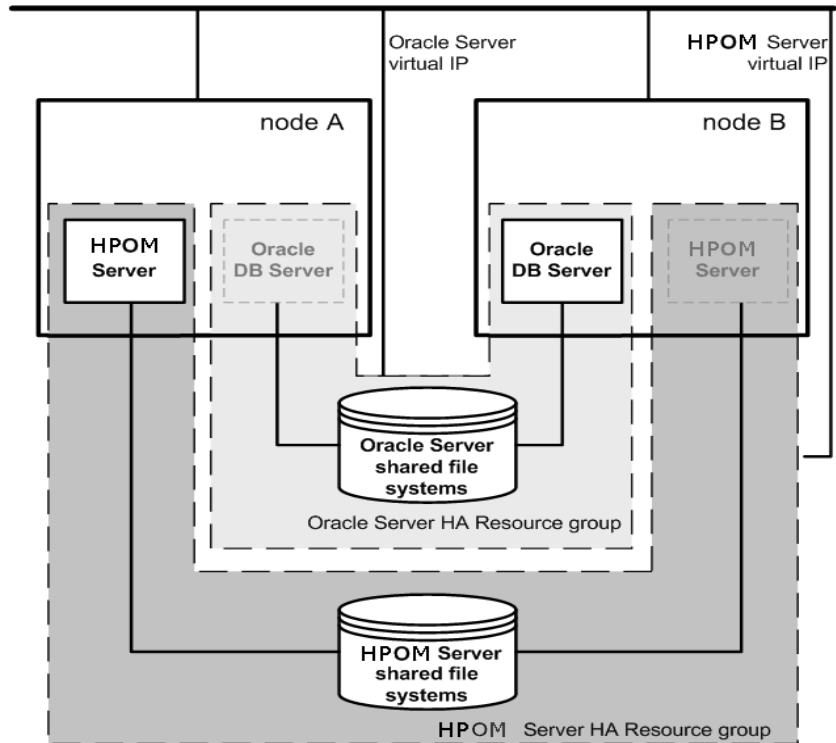 Oracle Server
virtual IP
HPOM Server
virtual IP
node A
node B
HPOM
Server
Oracle
DB Server
Oracle
DB Server
HPOM
Server
Oracle Server
shared file
systems
Oracle Server HA Resource group
HPOM Server
shared file
systems
HPOM Server HA Resource group